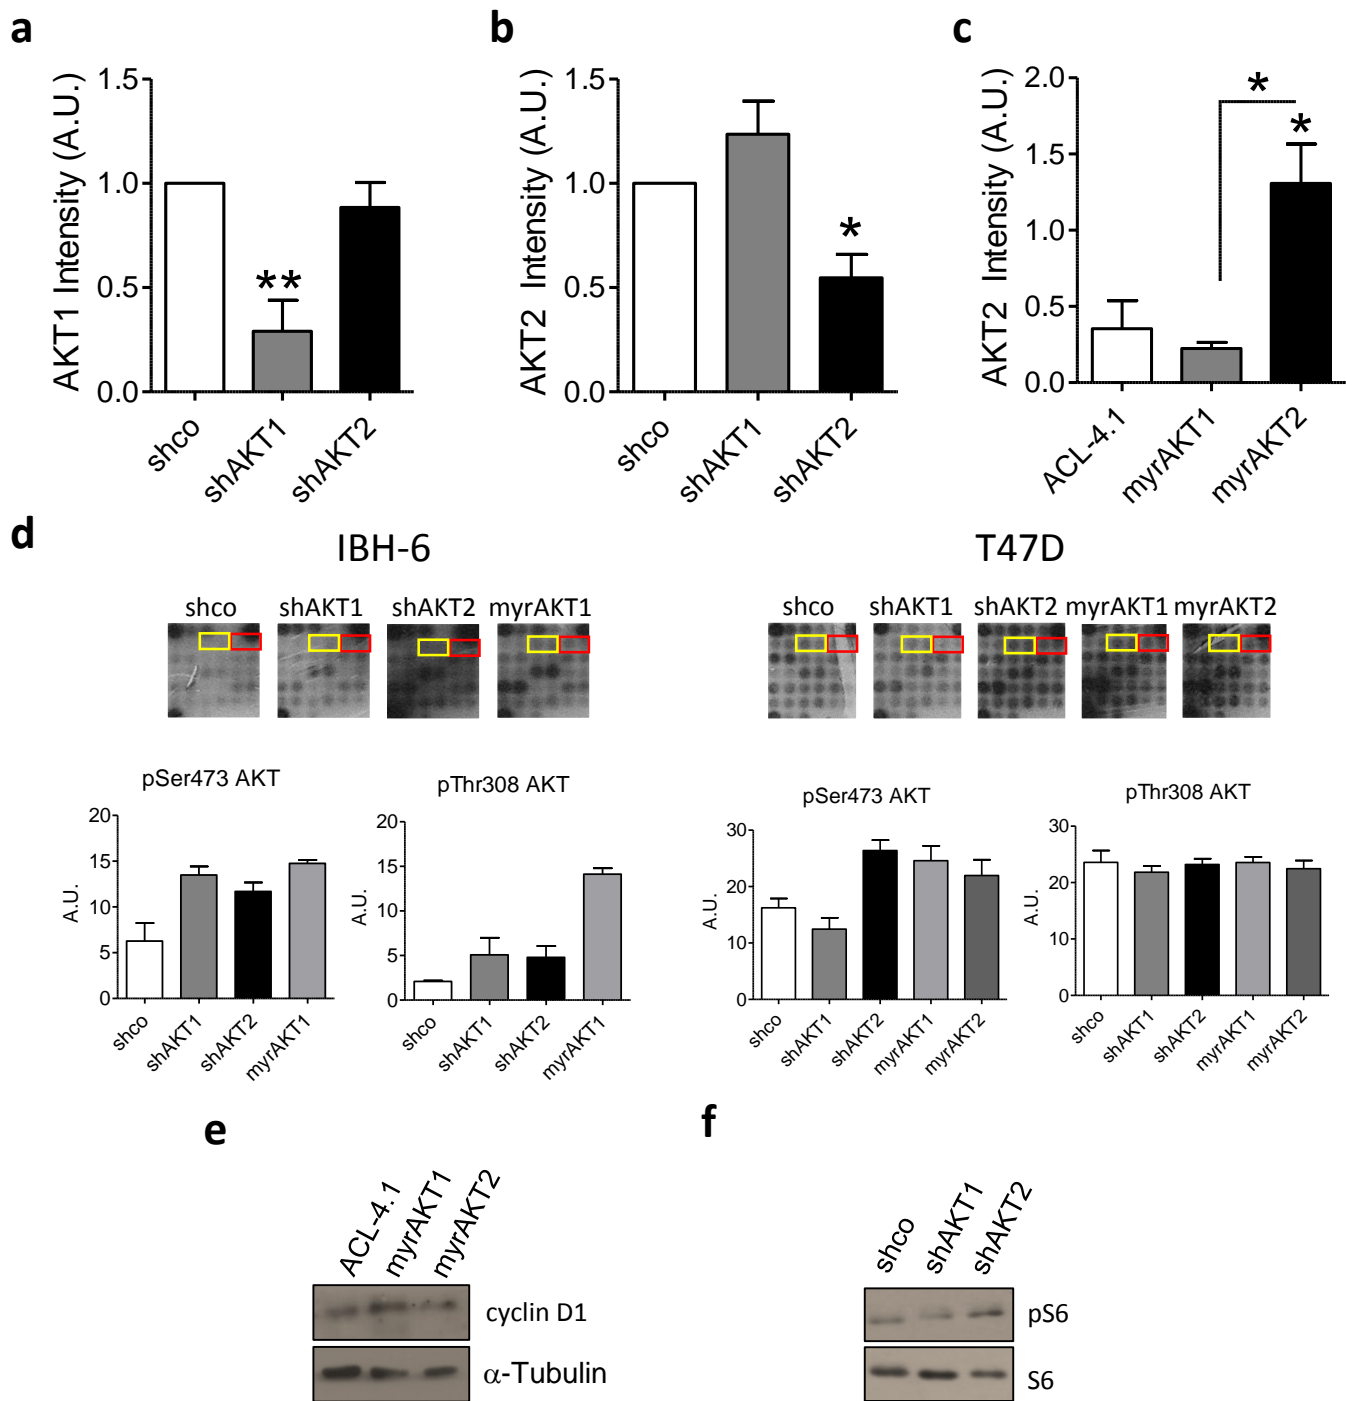 a
AKT1 Intensity (A.U.)
1.5
1.0
0.5
0.0
**
shco
shAKT1
shAKT2
b
AKT2 Intensity (A.U.)
1.5
1.0
0.5
0.0
*
shco
shAKT1
shAKT2
c
AKT2 Intensity (A.U.)
2.0
1.5
1.0
0.5
0.0
*
*
ACL-4.1
myrAKT1
myrAKT2
d
IBH-6
shco
shAKT1
shAKT2
myrAKT1
T47D
shco
shAKT1
shAKT2
myrAKT1
myrAKT2
pSer473 AKT
A.U.
20
15
10
5
0
shco
shAKT1
shAKT2
myrAKT1
pThr308 AKT
A.U.
20
15
10
5
0
shco
shAKT1
shAKT2
myrAKT1
pSer473 AKT
A.U.
30
20
10
0
shco
shAKT1
shAKT2
myrAKT1
myrAKT2
pThr308 AKT
A.U.
30
20
10
0
shco
shAKT1
shAKT2
myrAKT1
myrAKT2
e
ACL-4.1
myrAKT1
myrAKT2
cyclin D1
α-Tubulin
f
shco
shAKT1
shAKT2
pS6
S6